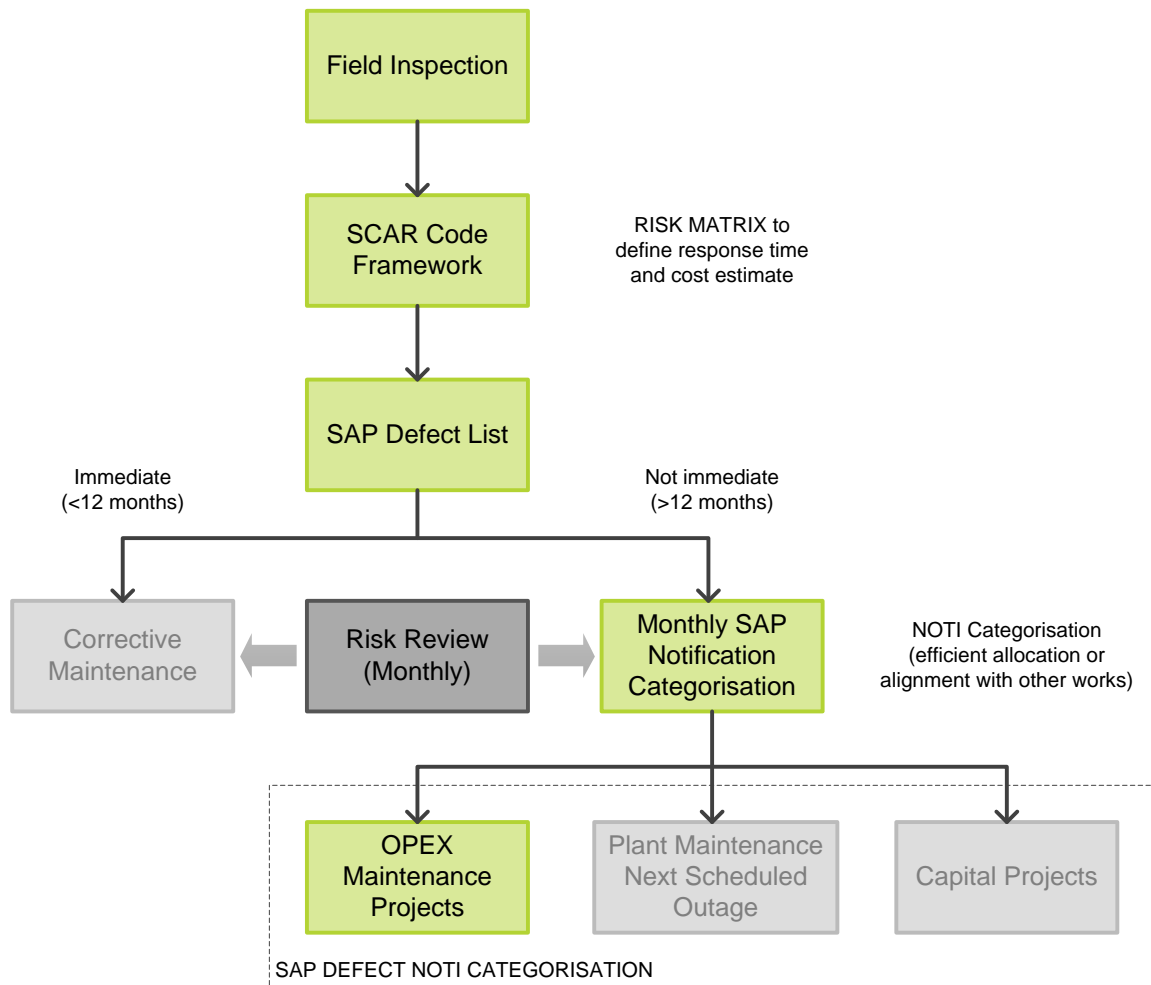 Field Inspection
SCAR Code
Framework
RISK MATRIX to
define response time
and cost estimate
SAP Defect List
Immediate
(<12 months)
Not immediate
(>12 months)
Corrective
Maintenance
Risk Review
(Monthly)
Monthly SAP
Notification
Categorisation
NOTI Categorisation
(efficient allocation or
alignment with other works)
OPEX
Maintenance
Projects
Plant Maintenance
Next Scheduled
Outage
Capital Projects
SAP DEFECT NOTI CATEGORISATION